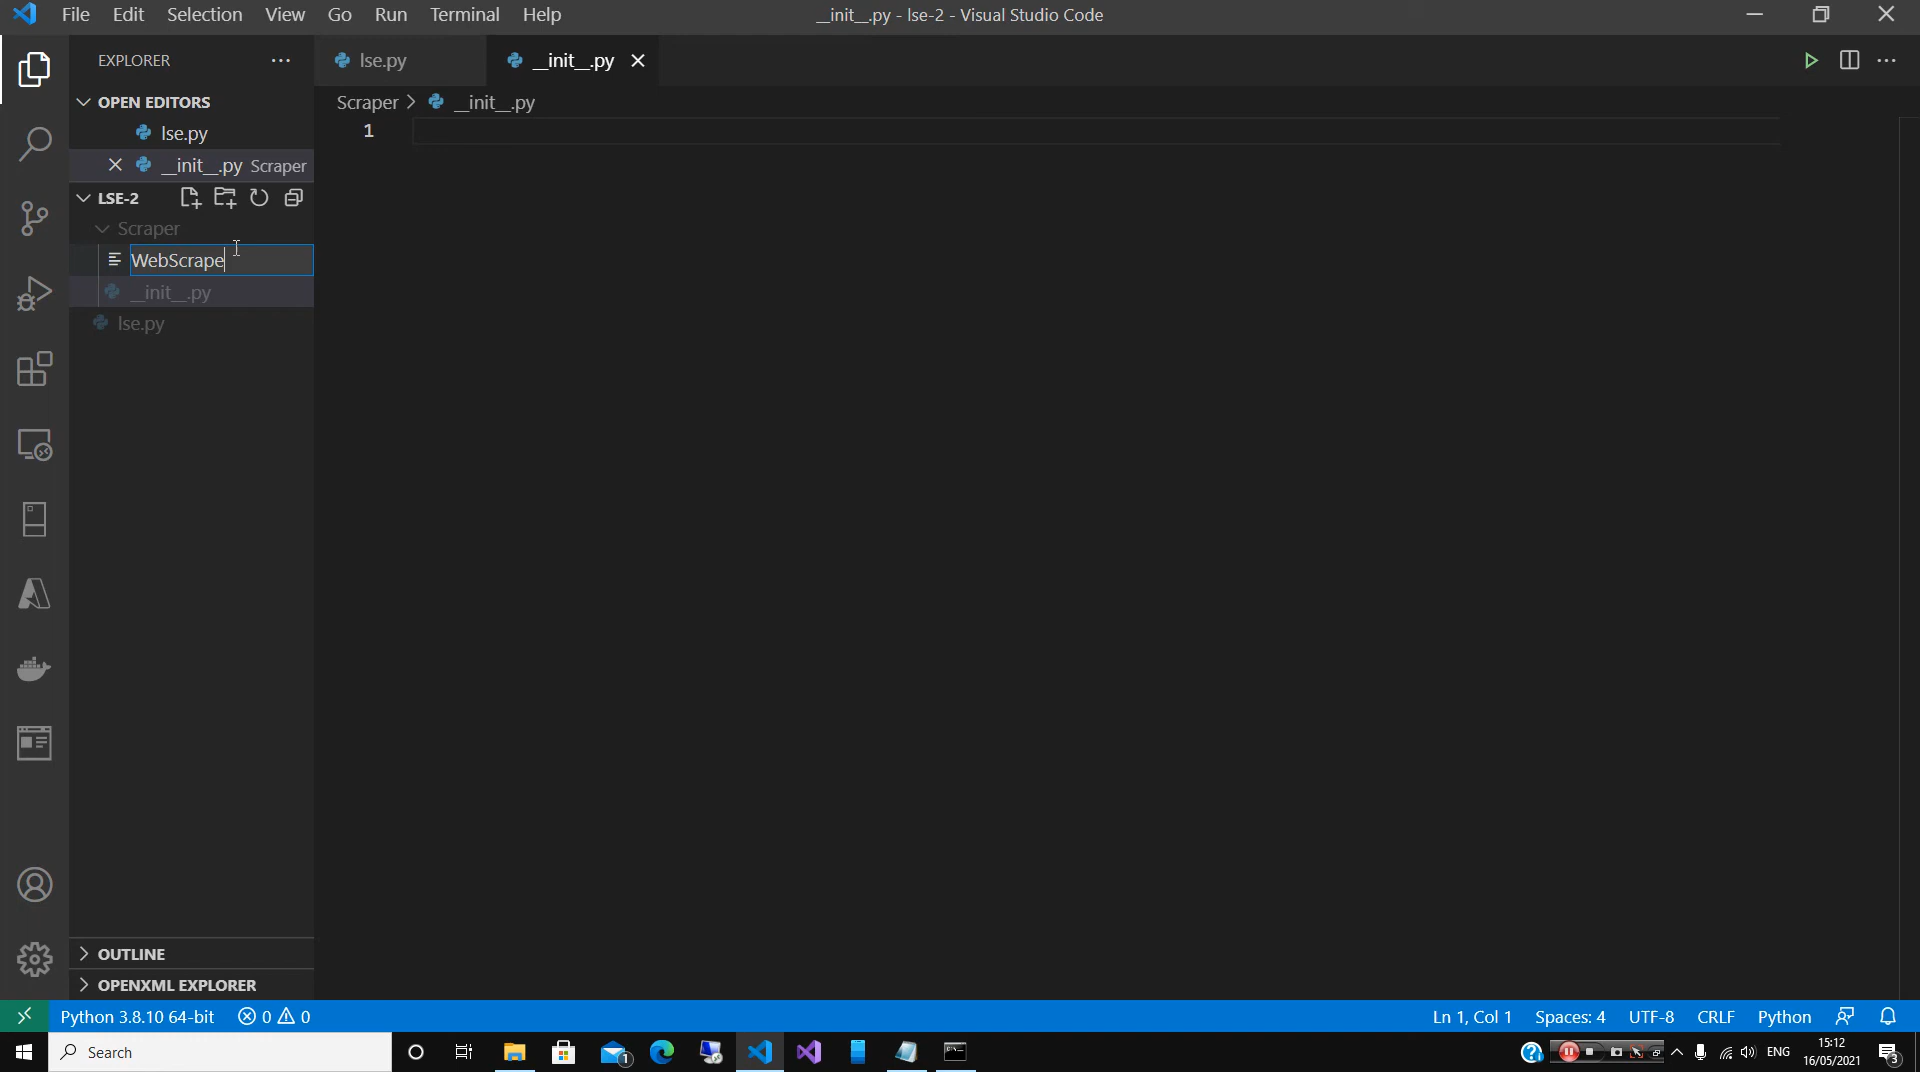 File Edit Selection View Go Run Terminal Help
__init__.py - lse-2 - Visual Studio Code
EXPLORER
lse.py
__init__.py
OPEN EDITORS
Scraper > __init__.py
lse.py
1
__init__.py Scraper
LSE-2
Scraper
WebScrape
__init__.py
lse.py
OUTLINE
OPENXML EXPLORER
Python 3.8.10 64-bit 0 0
Ln 1, Col 1 Spaces: 4 UTF-8 CRLF Python
Search
1
ENG
15:12
16/05/2021
3